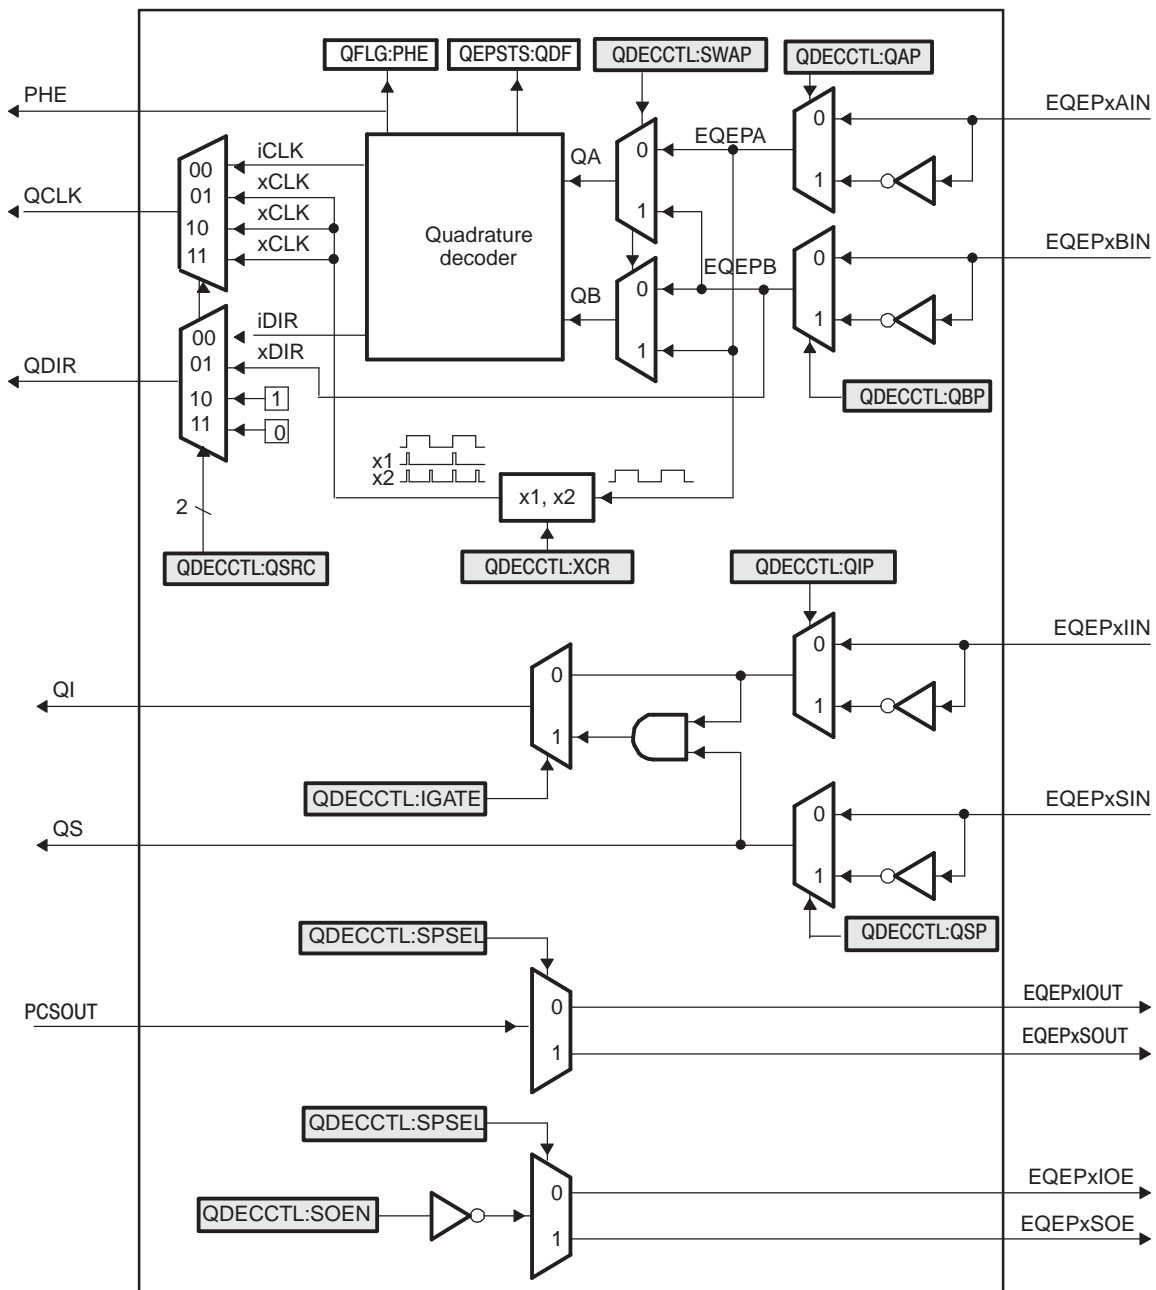 QFLG:PHE
QEPSTS:QDF
QDECCTL:SWAP
QDECCTL:QAP
PHE
EQEPxAIN
0
EQEPA
0
iCLK
QA
00
xCLK
1
01
QCLK
xCLK
1
10
Quadrature
decoder
xCLK
11
EQEPxBIN
0
EQEPB
0
QB
1
iDIR
00
xDIR
1
01
QDIR
10
1
QDECCTL:QBP
11
0
x1
x2
x1, x2
2
QDECCTL:QSRC
QDECCTL:XCR
QDECCTL:QIP
EQEPxIIN
0
0
QI
1
1
QDECCTL:IGATE
EQEPxSIN
0
QS
1
QDECCTL:SPSEL
QDECCTL:QSP
EQEPxIOUT
0
PCSOUT
EQEPxSOUT
1
QDECCTL:SPSEL
EQEPxIOE
0
QDECCTL:SOEN
EQEPxSOE
1